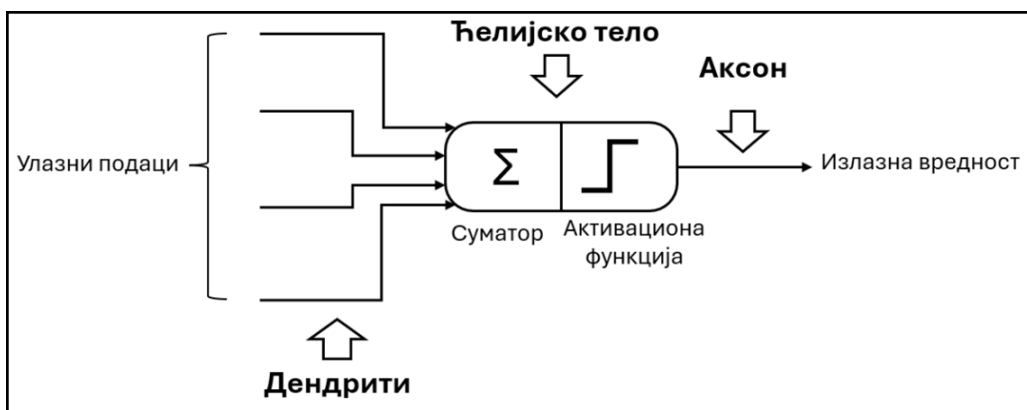 Ћелијско тело
Аксон
Улазни подаци
Σ
Излазна вредност
Суматор
Активациона
функција
Дендрити